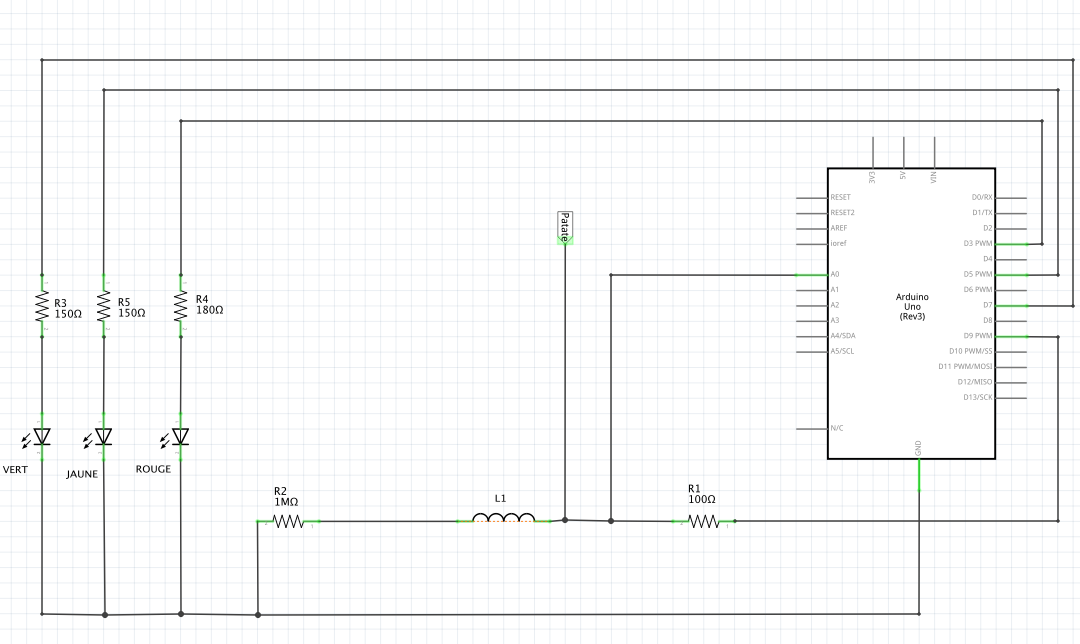 3V3
5V
VIN
RESET
RESET2
AREF
ioref
A0
A1
A2
A3
A4/SDA
A5/SCL
N/C
D0/RX
D1/TX
D2
D3 PWM
D4
D5 PWM
D6 PWM
D7
D8
D9 PWM
D10 PWM/SS
D11 PWM/MOSI
D12/MISO
D13/SCK
GND
Arduino
Uno
(Rev3)
Patate
R3
150Ω
R5
150Ω
R4
180Ω
VERT
JAUNE
ROUGE
R2
1MΩ
L1
R1
100Ω